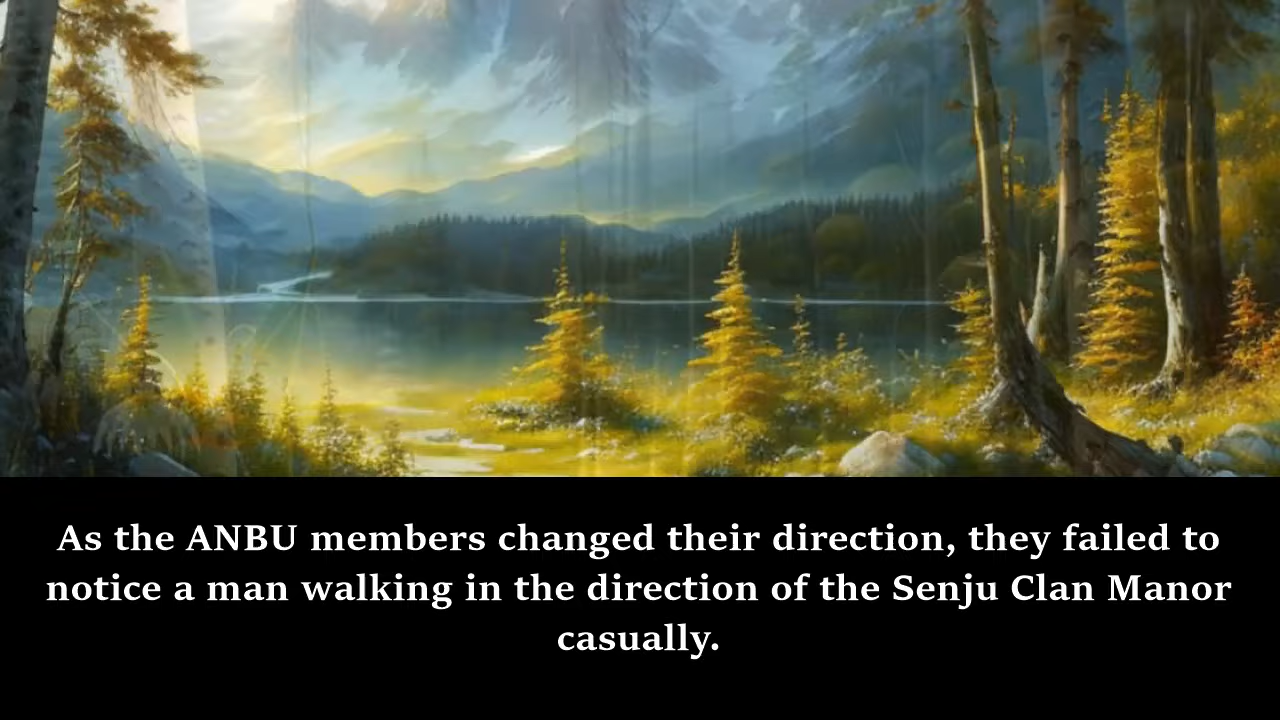 As the ANBU members changed their direction, they failed to
notice a man walking in the direction of the Senju Clan Manor
casually.